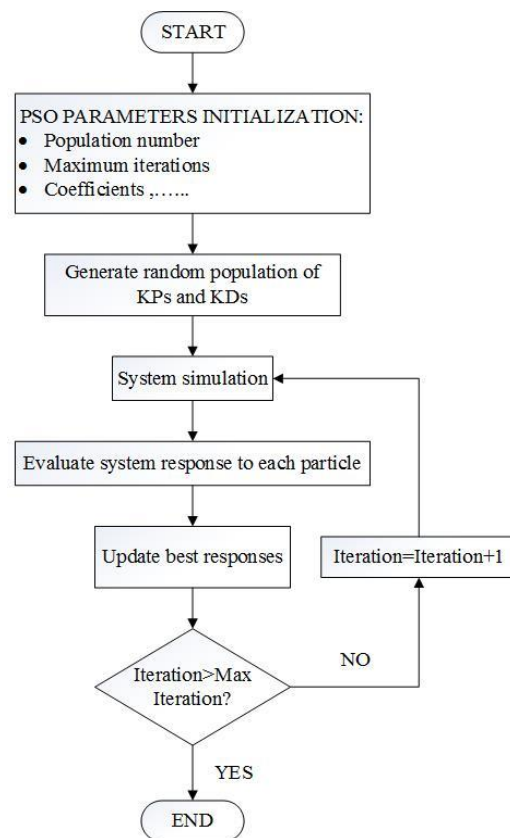 START
PSO PARAMETERS INITIALIZATION:
• Population number
• Maximum iterations
• Coefficients ,…...
Generate random population of
KPs and KDs
System simulation
Evaluate system response to each particle
Update best responses
Iteration=Iteration+1
Iteration>Max
Iteration?
NO
YES
END